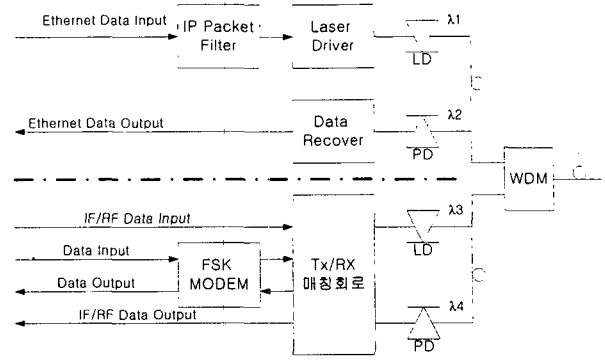 Ethernet Data Input
IP Packet
Filter
Laser
Driver
λ1
LD
Ethernet Data Output
Data
Recover
λ2
PD
WDM
IF/RF Data Input
λ3
LD
Data Input
Data Output
FSK
MODEM
Tx/RX
매칭회로
IF/RF Data Output
λ4
PD